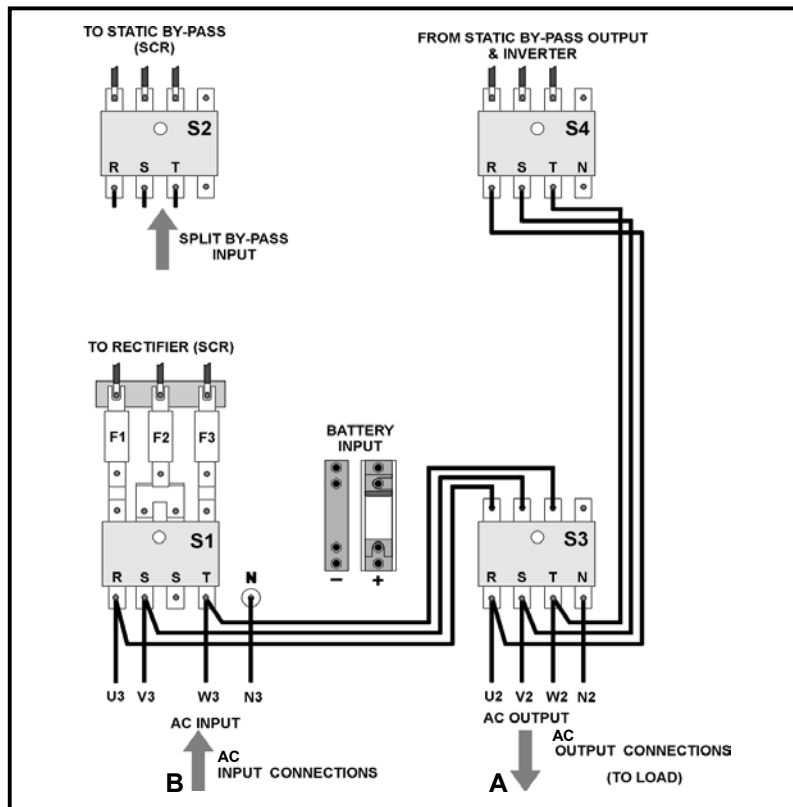 TO STATIC BY-PASS
(SCR)
FROM STATIC BY-PASS OUTPUT
& INVERTER
S2
R S T
S4
R S T N
SPLIT BY-PASS
INPUT
TO RECTIFIER (SCR)
F1 F2 F3
BATTERY
INPUT
S1
R S S T
N
- +
S3
R S T N
U3 V3 W3 N3
U2 V2 W2 N2
AC INPUT
AC
B INPUT CONNECTIONS
AC OUTPUT
AC
OUTPUT CONNECTIONS
A (TO LOAD)